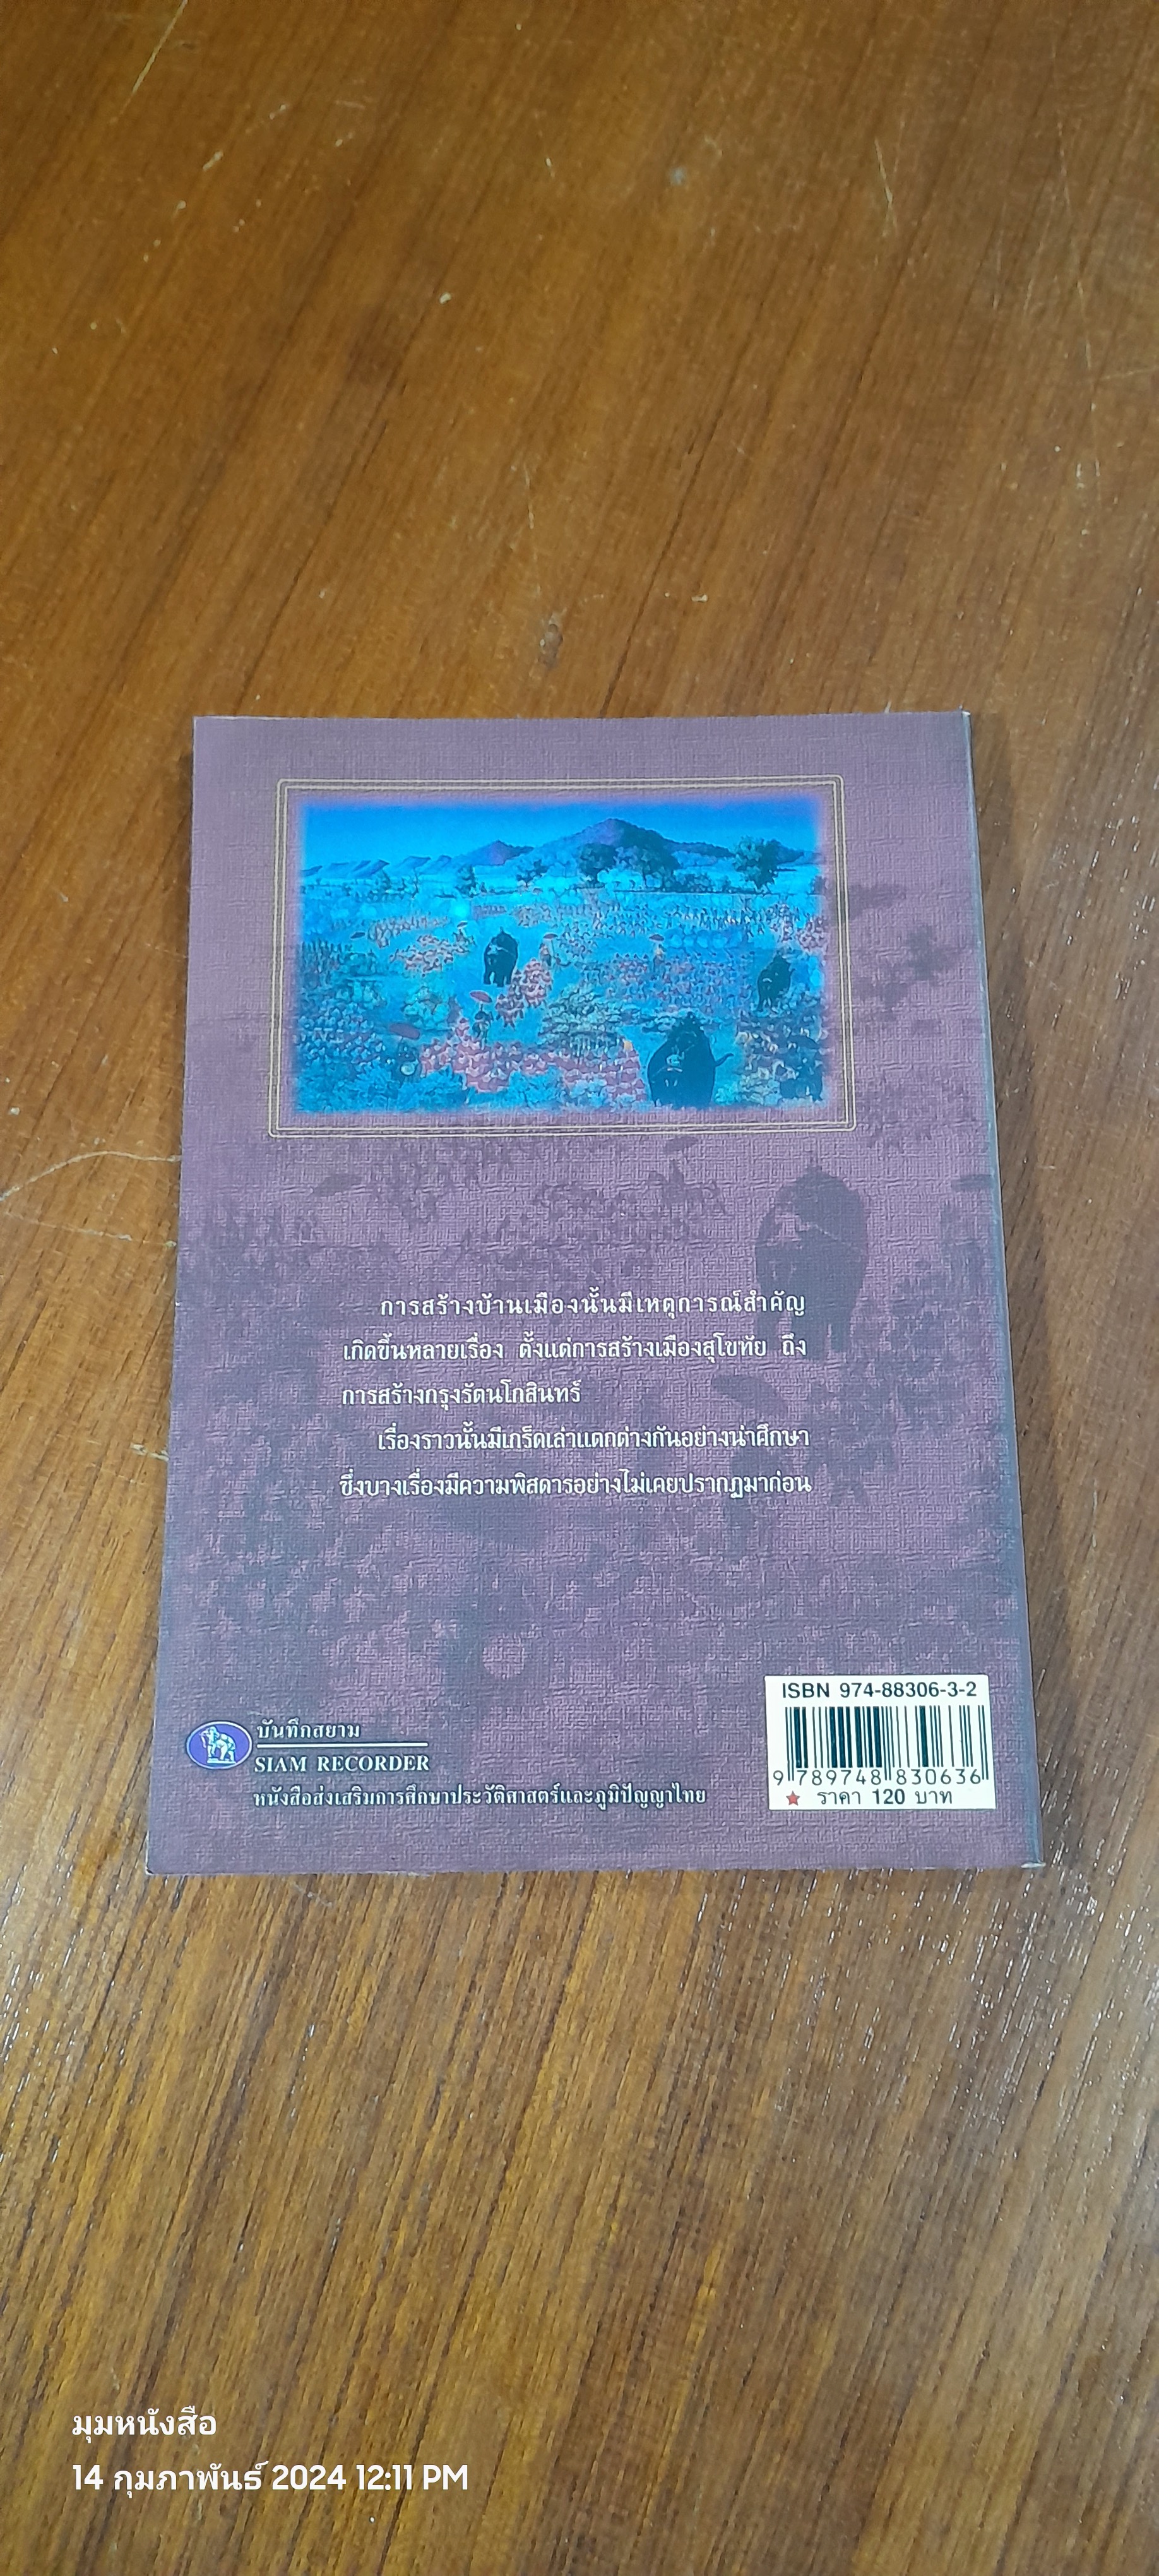 การสร้างบ้านเมืองนั้นมีเหตุการณ์สำคัญ
เกิดขึ้นหลายเรื่อง ตั้งแต่การสร้างเมืองสุโขทัย ถึง
การสร้างกรุงรัตนโกสินทร์
เรื่องราวนั้นมีเกร็ดเล่าแตกต่างกันอย่างน่าศึกษา
ซึ่งบางเรื่องมีความพิสดารอย่างไม่เคยปรากฏมาก่อน
บันทึกสยาม
SIAM RECORDER
หนังสือส่งเสริมการศึกษาประวัติศาสตร์และภูมิปัญญาไทย
ISBN 974-88306-3-2
9 789748 830636
ราคา 120 บาท
มุมหนังสือ
14 กุมภาพันธ์ 2024 12:11 PM